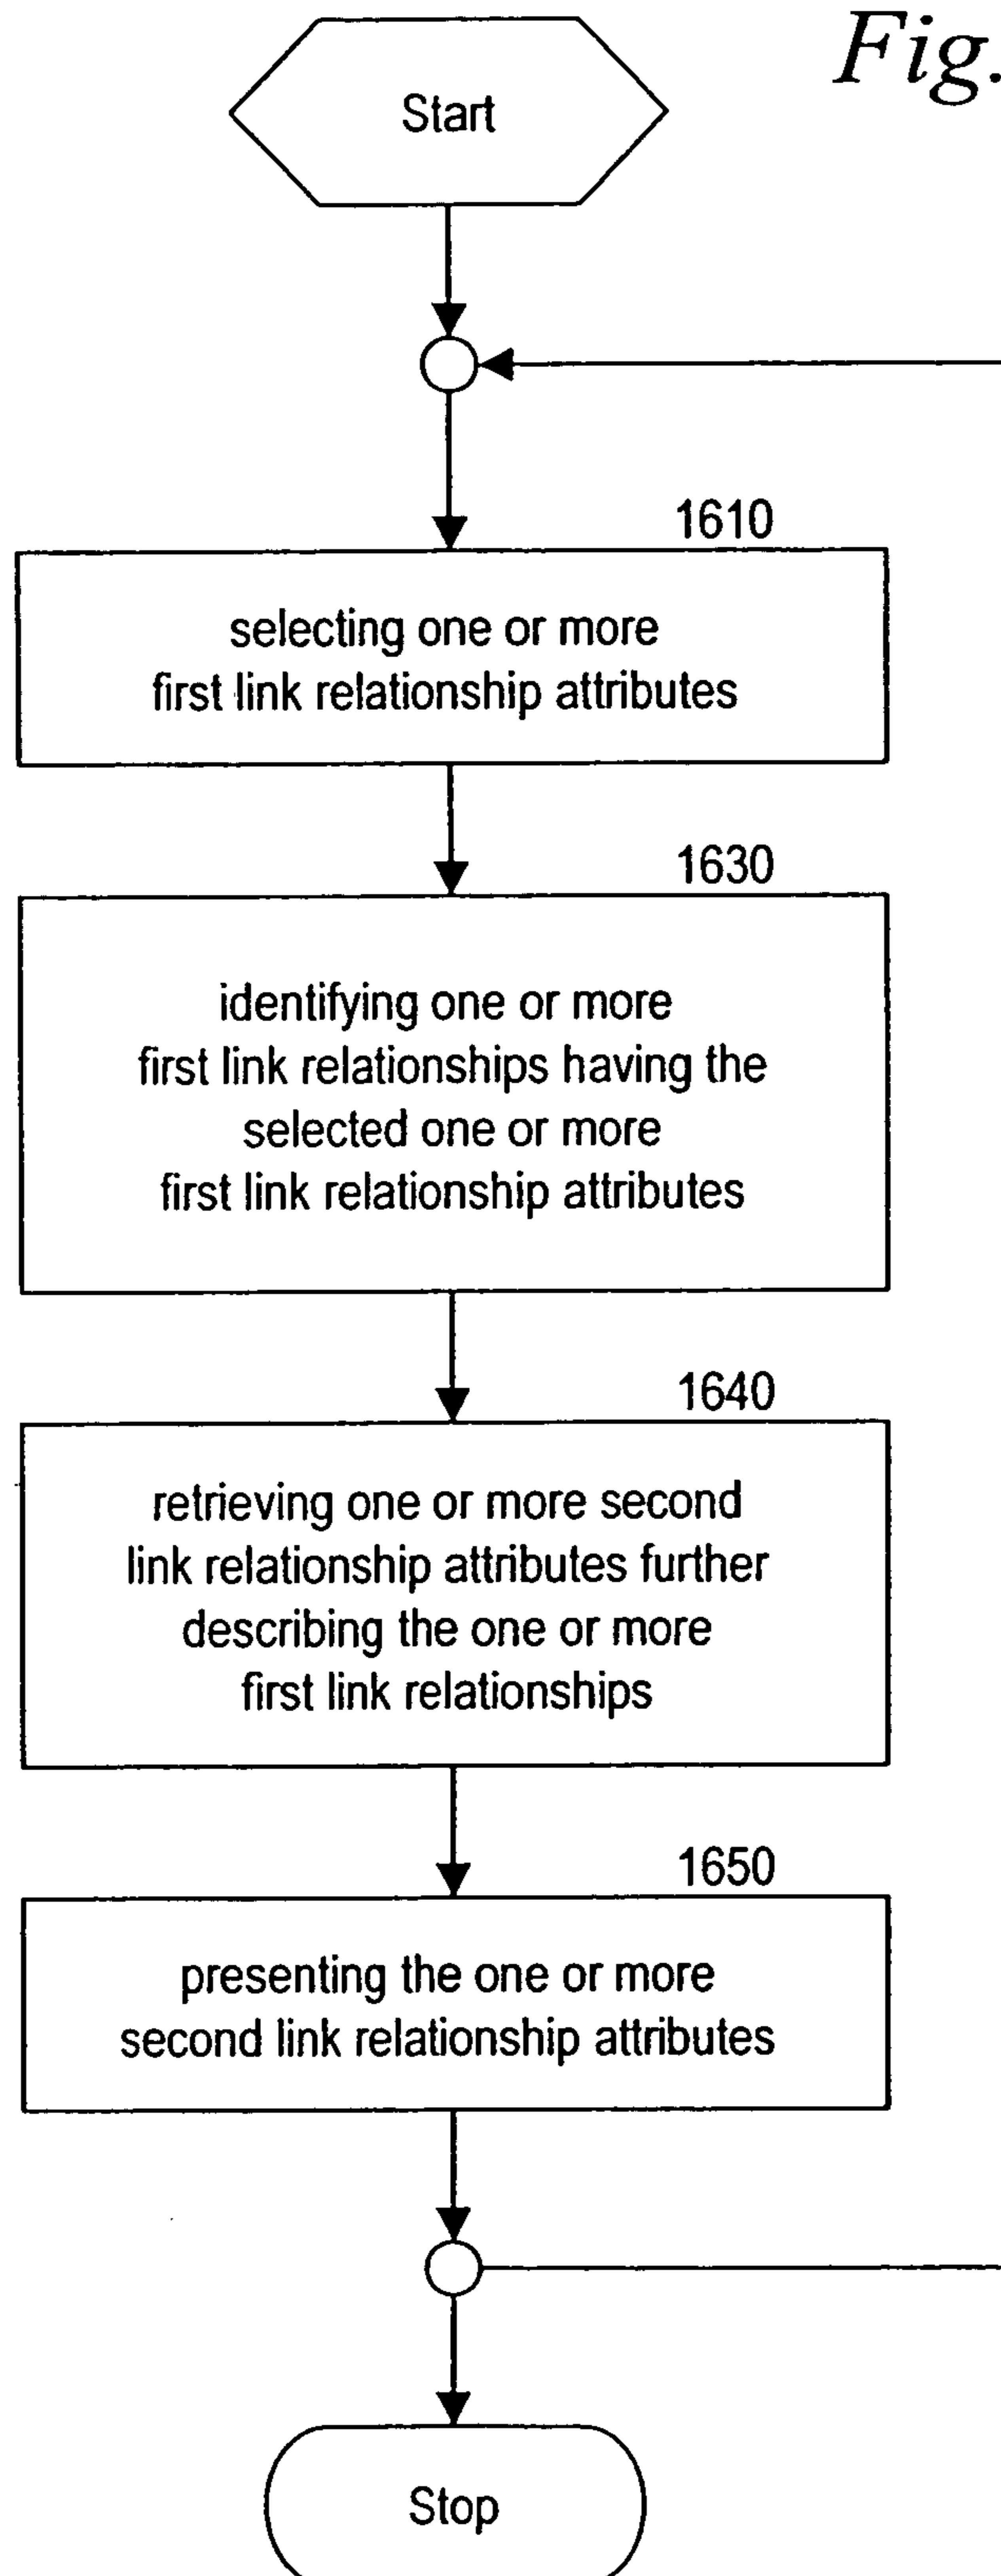 Fig.
Start
1610
selecting one or more
first link relationship attributes
1630
identifying one or more
first link relationships having the
selected one or more
first link relationship attributes
1640
retrieving one or more second
link relationship attributes further
describing the one or more
first link relationships
1650
presenting the one or more
second link relationship attributes
Stop